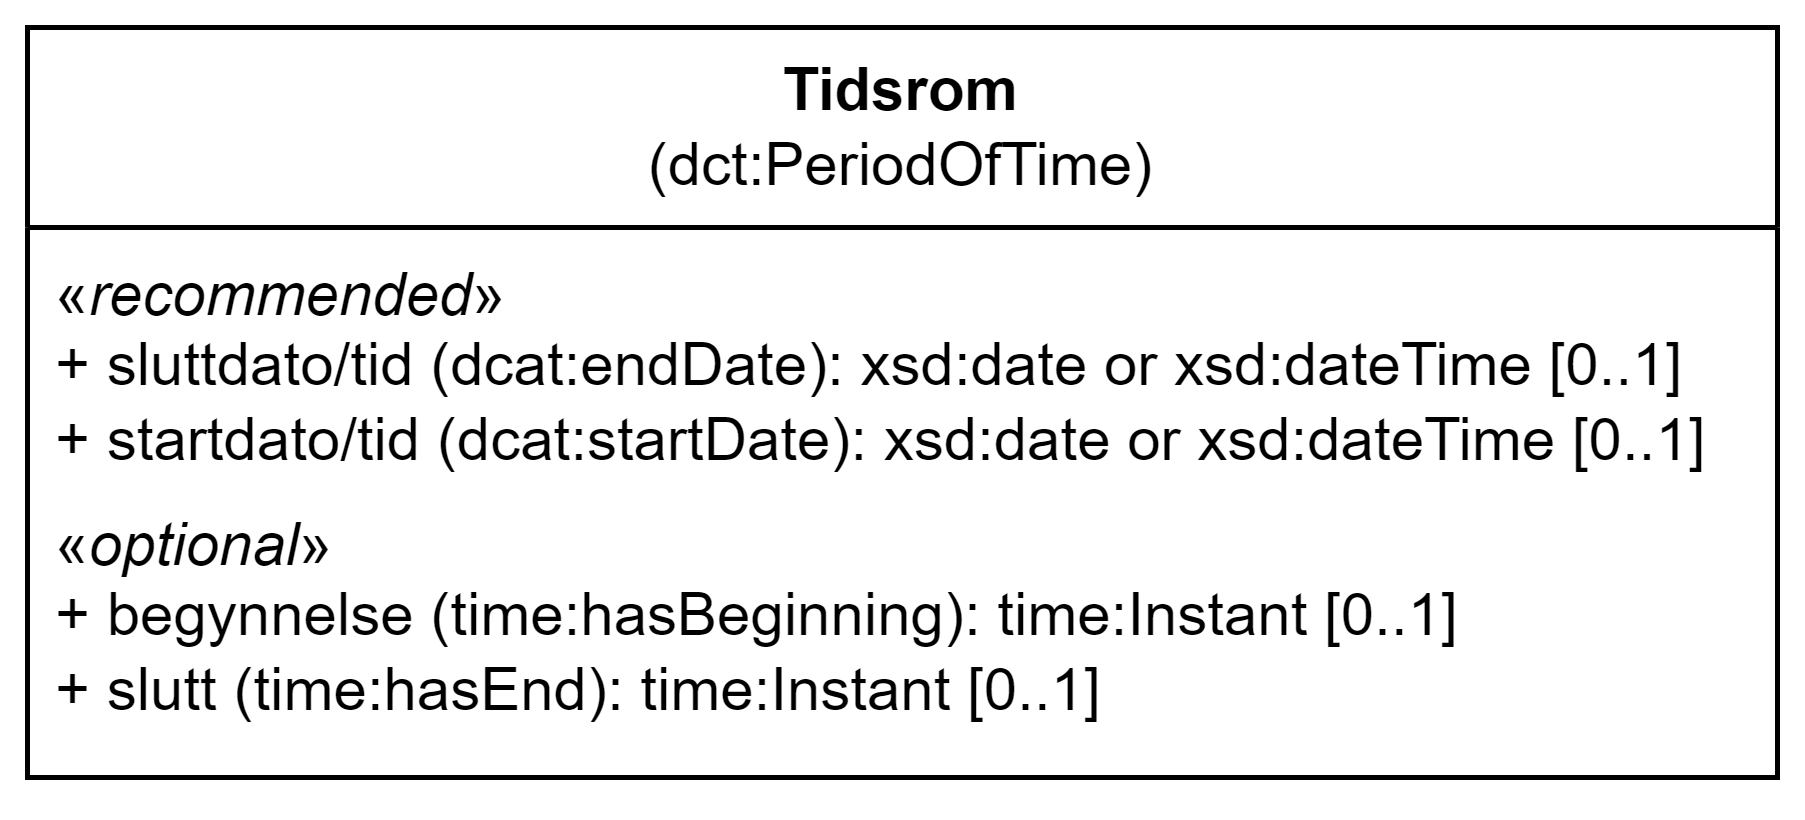 Tidsrom
(dct:PeriodOfTime)
«recommended»
+ sluttdato/tid (dcat:endDate): xsd:date or xsd:dateTime [0..1]
+ startdato/tid (dcat:startDate): xsd:date or xsd:dateTime [0..1]
«optional»
+ begynnelse (time:hasBeginning): time:Instant [0..1]
+ slutt (time:hasEnd): time:Instant [0..1]